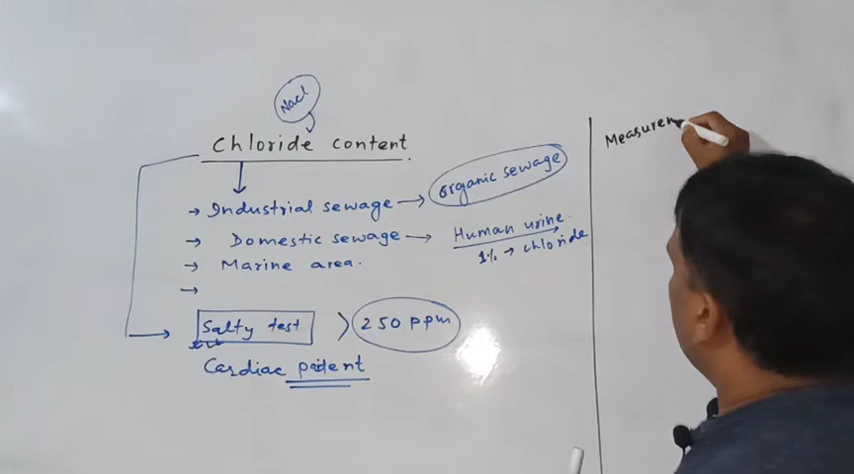 Nacl
Chloride content
→ Industrial sewage → organic sewage
→ Domestic sewage → Human urine
1% → chloride
→ Marine area.
→
Salty test > 250 ppm
Cardiac patient
Measurem